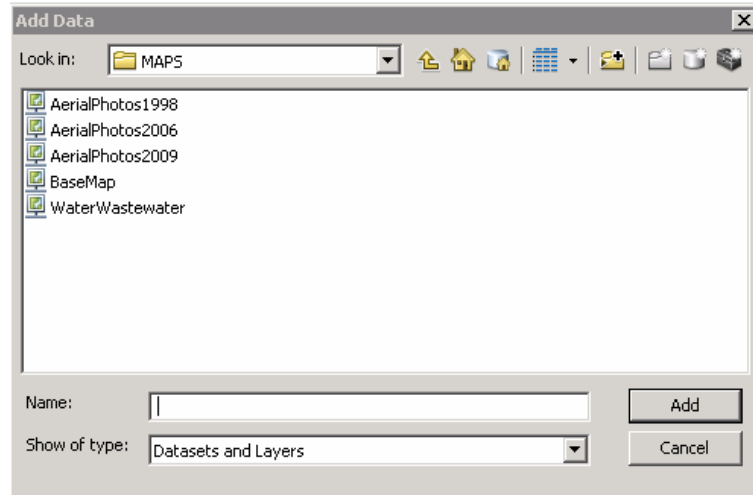 Add Data
Look in: MAPS
AerialPhotos1998
AerialPhotos2006
AerialPhotos2009
BaseMap
WaterWastewater
Name: Add
Show of type: Datasets and Layers Cancel